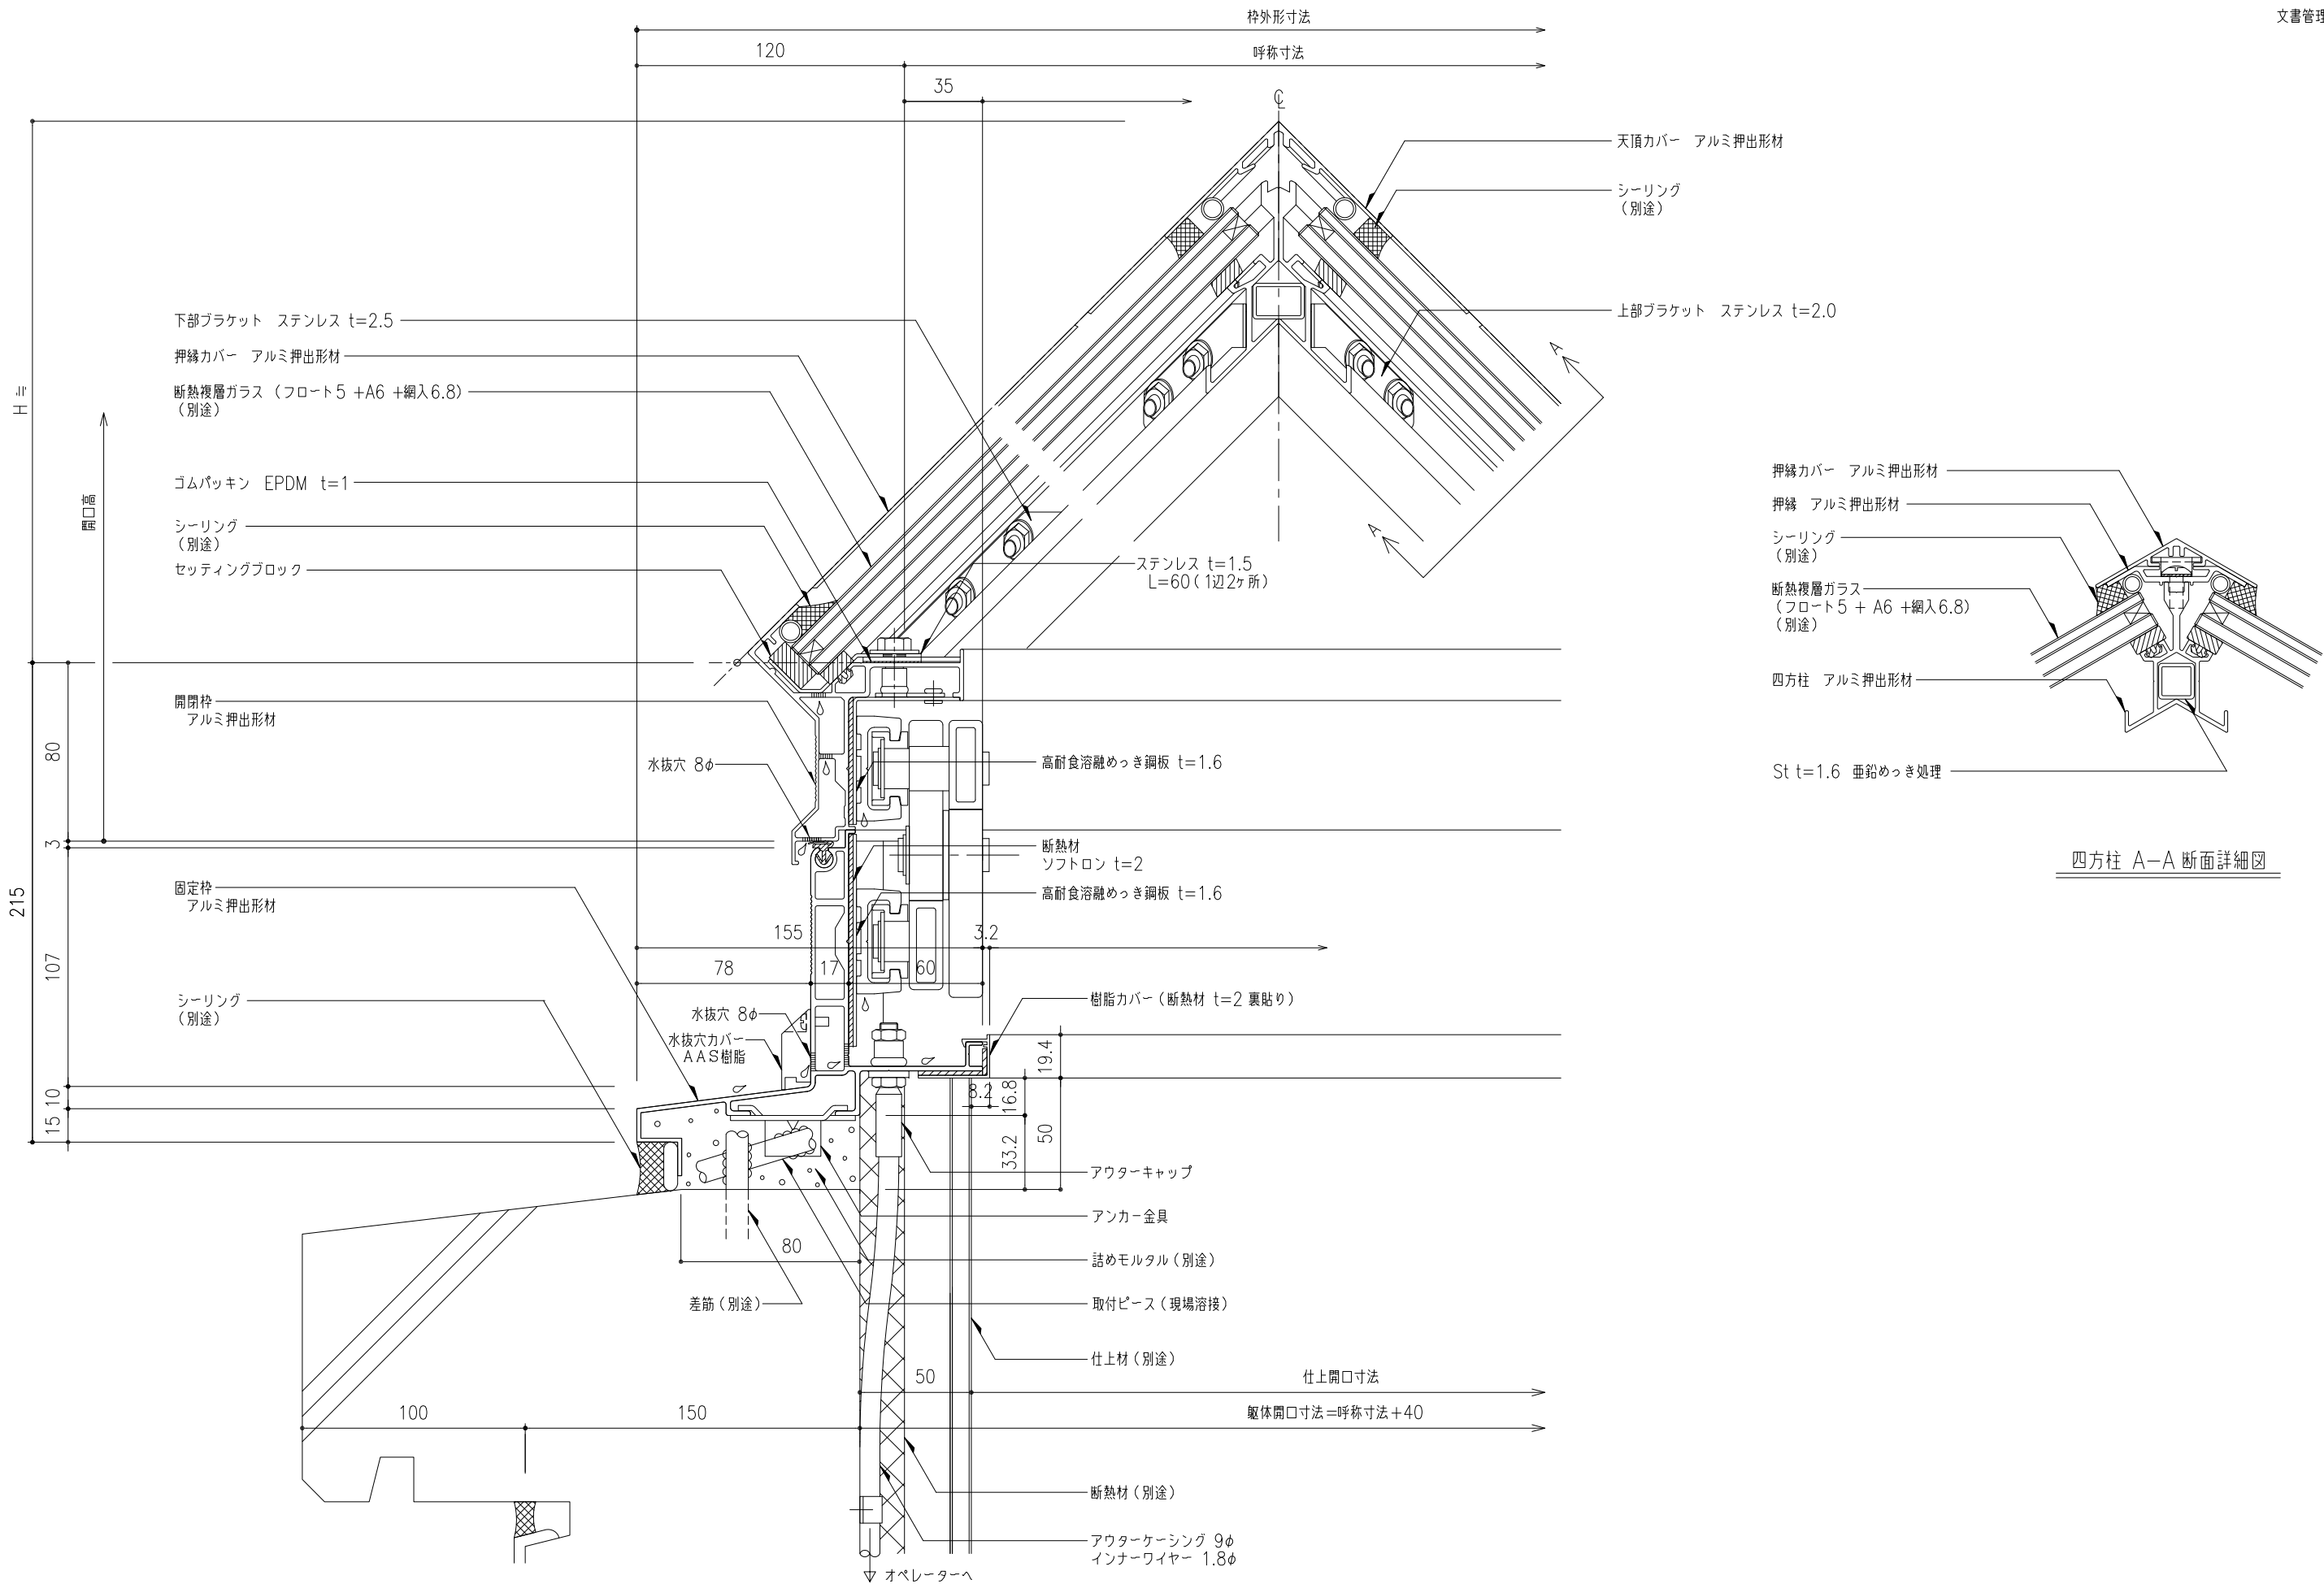 枠外形寸法
文書管理
120
呼称寸法
35
℄
天頂カバー アルミ押出形材
シーリング
(別途)
上部ブラケット ステンレス t=2.0
下部ブラケット ステンレス t=2.5
押縁カバー アルミ押出形材
断熱複層ガラス (フロート5 +A6 +網入6.8)
(別途)
H≒
A
A
開口高
ゴムパッキン EPDM t=1
シーリング
(別途)
セッティングブロック
ステンレス t=1.5
L=60(1辺2ヶ所)
押縁カバー アルミ押出形材
押縁 アルミ押出形材
シーリング
(別途)
断熱複層ガラス
(フロート5 + A6 +網入6.8)
(別途)
四方柱 アルミ押出形材
St t=1.6 亜鉛めっき処理
四方柱 A-A 断面詳細図
開閉枠
アルミ押出形材
80
水抜穴 8φ
高耐食溶融めっき鋼板 t=1.6
3
断熱材
ソフトロン t=2
固定枠
アルミ押出形材
高耐食溶融めっき鋼板 t=1.6
215
155
3.2
107
78
17
60
シーリング
(別途)
樹脂カバー(断熱材 t=2 裏貼り)
水抜穴 8φ
水抜穴カバー
AAS樹脂
19.4
10
8.2
16.8
15
50
33.2
アウターキャップ
アンカー金具
80
詰めモルタル(別途)
差筋(別途)
取付ピース(現場溶接)
仕上材(別途)
50
仕上開口寸法
100
150
躯体開口寸法=呼称寸法+40
断熱材(別途)
アウターケーシング 9φ
インナーワイヤー 1.8φ
オペレーターへ